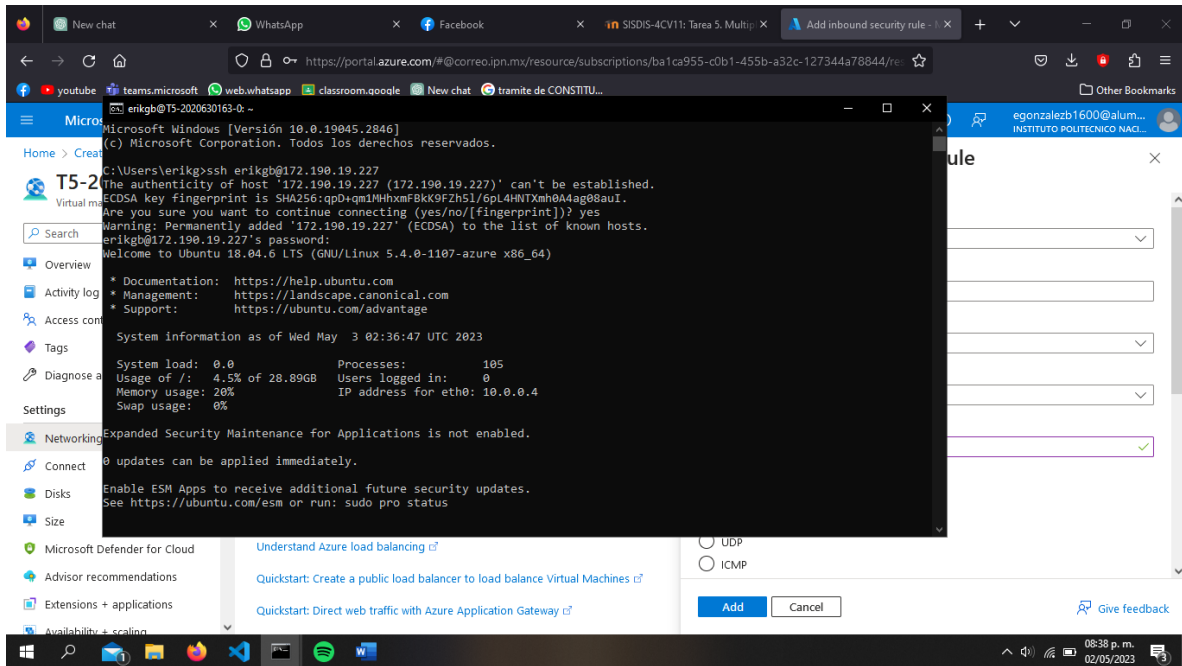 New chat
WhatsApp
Facebook
SISDIS-4CV11: Tarea 5. Multip
Add inbound security rule - M
https://portal.azure.com/#@correo.ipn.mx/resource/subscriptions/ba1ca955-c0b1-455b-a32c-127344a78844/res
youtube
teams.microsoft
web.whatsapp
classroom.google
New chat
tramite de CONSTITU...
Other Bookmarks
Micros
egonzalezb1600@alum...
INSTITUTO POLITECNICO NACI...
erikgb@T5-2020630163-0: ~
Microsoft Windows [Versión 10.0.19045.2846]
(c) Microsoft Corporation. Todos los derechos reservados.
C:\Users\erikg>ssh erikgb@172.190.19.227
The authenticity of host '172.190.19.227 (172.190.19.227)' can't be established.
ECDSA key fingerprint is SHA256:qpD+qm1MHhxmFBkK9FZh5l/6pL4HNTXmh0A4ag08auI.
Are you sure you want to continue connecting (yes/no/[fingerprint])? yes
Warning: Permanently added '172.190.19.227' (ECDSA) to the list of known hosts.
erikgb@172.190.19.227's password:
Welcome to Ubuntu 18.04.6 LTS (GNU/Linux 5.4.0-1107-azure x86_64)
* Documentation: https://help.ubuntu.com
* Management: https://landscape.canonical.com
* Support: https://ubuntu.com/advantage
System information as of Wed May 3 02:36:47 UTC 2023
System load: 0.0 Processes: 105
Usage of /: 4.5% of 28.89GB Users logged in: 0
Memory usage: 20% IP address for eth0: 10.0.0.4
Swap usage: 0%
Expanded Security Maintenance for Applications is not enabled.
0 updates can be applied immediately.
Enable ESM Apps to receive additional future security updates.
See https://ubuntu.com/esm or run: sudo pro status
Home > Creat
T5-2
Virtual ma
Search
Overview
Activity log
Access cont
Tags
Diagnose a
Settings
Networking
Connect
Disks
Size
Microsoft Defender for Cloud
Advisor recommendations
Extensions + applications
Availability + scaling
Understand Azure load balancing
Quickstart: Create a public load balancer to load balance Virtual Machines
Quickstart: Direct web traffic with Azure Application Gateway
ule
UDP
ICMP
Add
Cancel
Give feedback
1
08:38 p. m.
02/05/2023
3